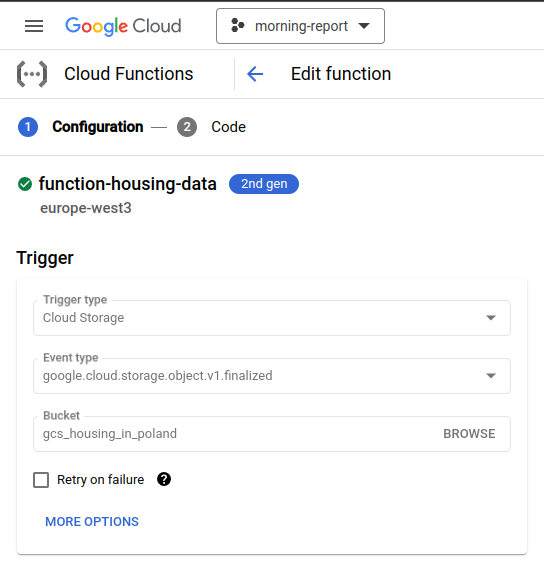 Google Cloud
morning-report
Cloud Functions
Edit function
1 Configuration — 2 Code
function-housing-data 2nd gen
europe-west3
Trigger
Trigger type
Cloud Storage
Event type
google.cloud.storage.object.v1.finalized
Bucket
gcs_housing_in_poland BROWSE
Retry on failure ?
MORE OPTIONS